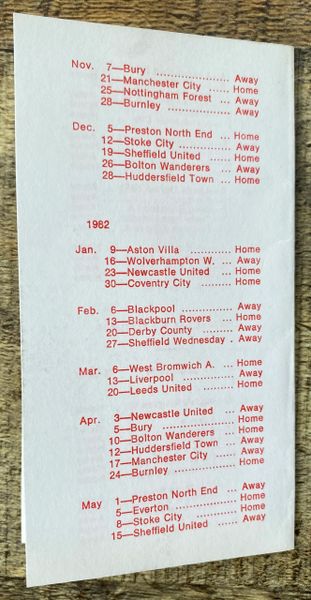 Nov. 7—Bury ...................... Away
21—Manchester City ...... Home
25—Nottingham Forest ... Away
28—Burnley ................... Away
Dec. 5—Preston North End ... Home
12—Stoke City ................ Away
19—Sheffield United ...... Home
26—Bolton Wanderers ... Away
28—Huddersfield Town ... Home
1982
Jan. 9—Aston Villa ............ Home
16—Wolverhampton W. ... Away
23—Newcastle United ... Home
30—Coventry City ......... Home
Feb. 6—Blackpool ............... Away
13—Blackburn Rovers ... Home
20—Derby County ......... Away
27—Sheffield Wednesday . Away
Mar. 6—West Bromwich A. ... Home
13—Liverpool ............... Away
20—Leeds United ......... Home
Apr. 3—Newcastle United ... Away
5—Bury ..................... Home
10—Bolton Wanderers ... Home
12—Huddersfield Town ... Away
17—Manchester City ...... Away
24—Burnley .................. Home
May 1—Preston North End ... Away
5—Everton .................. Home
8—Stoke City ............ Home
15—Sheffield United ...... Away